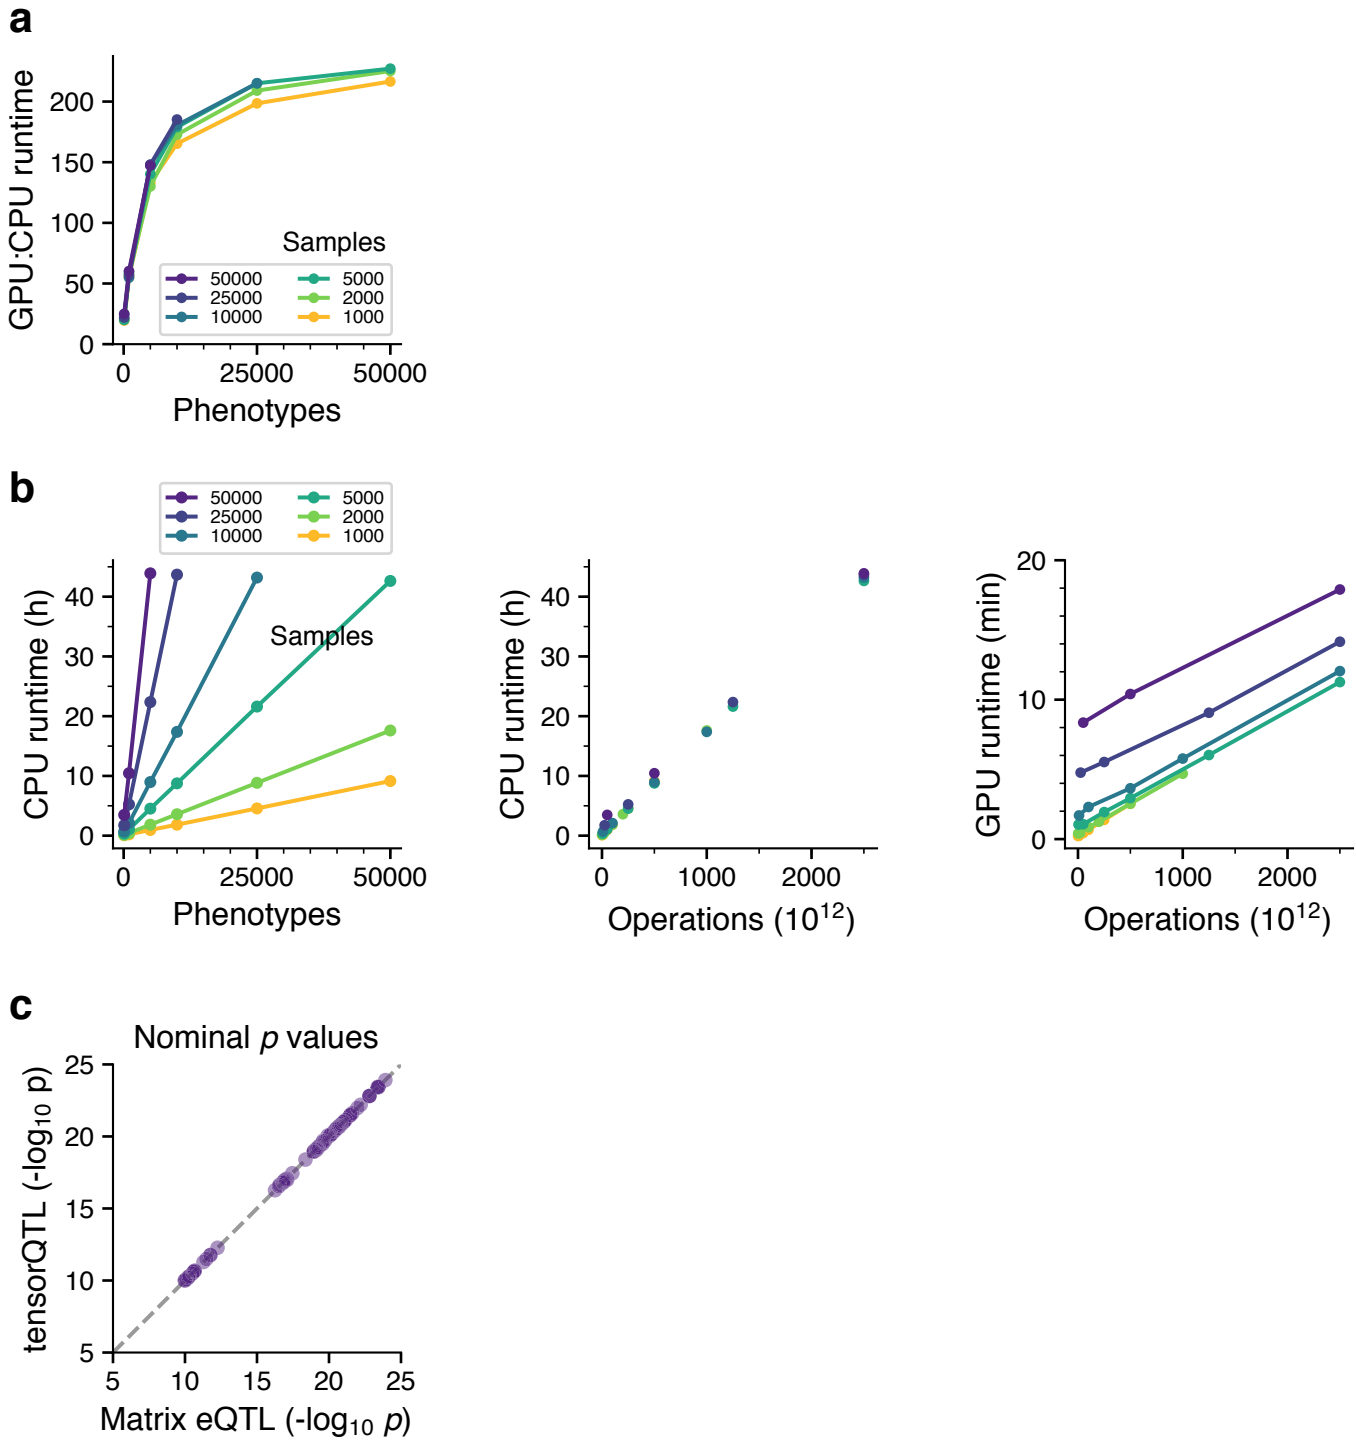 a
GPU:CPU runtime
200
150
100
50
0
Samples
50000 5000
25000 2000
10000 1000
0 25000 50000
Phenotypes
b
50000 5000
25000 2000
10000 1000
CPU runtime (h)
40
30
20
10
0
Samples
0 25000 50000
Phenotypes
CPU runtime (h)
40
30
20
10
0
0 1000 2000
Operations (10¹²)
GPU runtime (min)
20
10
0
0 1000 2000
Operations (10¹²)
c
Nominal p values
tensorQTL (-log₁₀ p)
25
20
15
10
5
5 10 15 20 25
Matrix eQTL (-log₁₀ p)